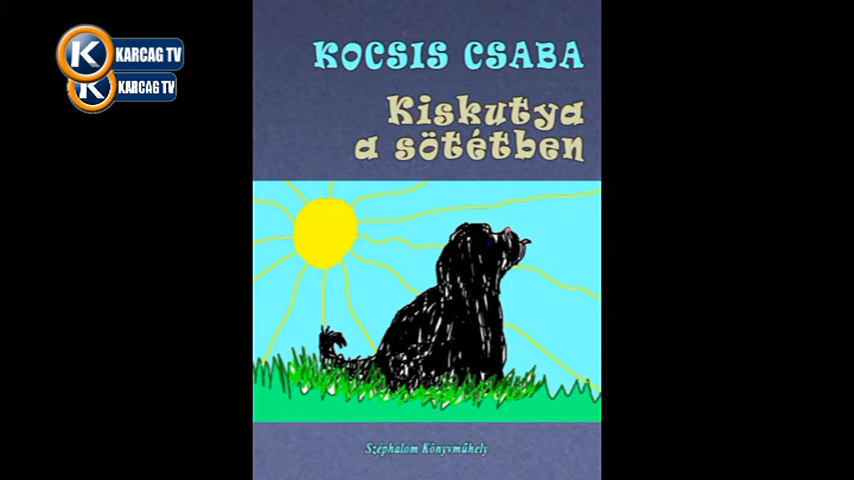 K KARCAG TV
K KARCAG TV
KOCSIS CSABA
Kiskutya
a sötétben
Széphalom Könyvműhely